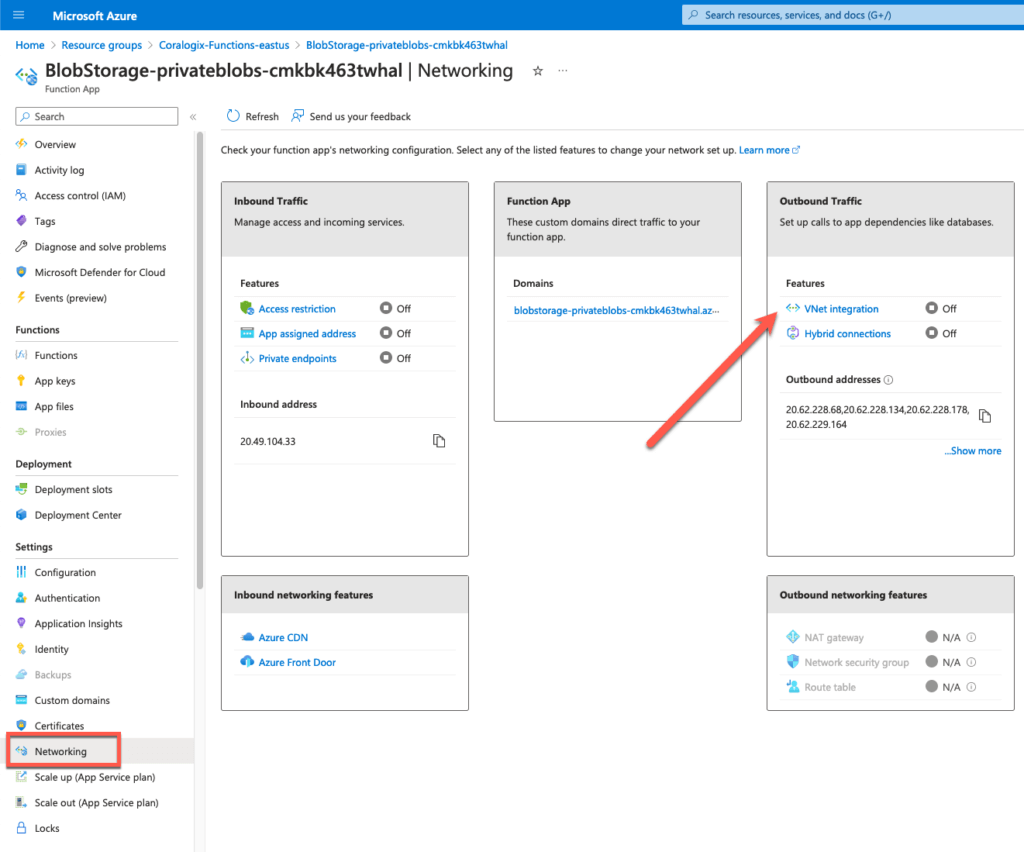 Microsoft Azure
Search resources, services, and docs (G+/)
Home > Resource groups > Coralogix-Functions-eastus > BlobStorage-privateblobs-cmkbk463twhal
BlobStorage-privateblobs-cmkbk463twhal | Networking
Function App
Search
Refresh
Send us your feedback
Overview
Activity log
Access control (IAM)
Tags
Diagnose and solve problems
Microsoft Defender for Cloud
Events (preview)
Functions
Functions
App keys
App files
Proxies
Deployment
Deployment slots
Deployment Center
Settings
Configuration
Authentication
Application Insights
Identity
Backups
Custom domains
Certificates
Networking
Scale up (App Service plan)
Scale out (App Service plan)
Locks
Check your function app's networking configuration. Select any of the listed features to change your network set up. Learn more
Inbound Traffic
Manage access and incoming services.
Features
Access restriction Off
App assigned address Off
Private endpoints Off
Inbound address
20.49.104.33
Function App
These custom domains direct traffic to your
function app.
Domains
blobstorage-privateblobs-cmkbk463twhal.az...
Outbound Traffic
Set up calls to app dependencies like databases.
Features
VNet integration Off
Hybrid connections Off
Outbound addresses
20.62.228.68,20.62.228.134,20.62.228.178,
20.62.229.164
...Show more
Inbound networking features
Azure CDN
Azure Front Door
Outbound networking features
NAT gateway N/A
Network security group N/A
Route table N/A